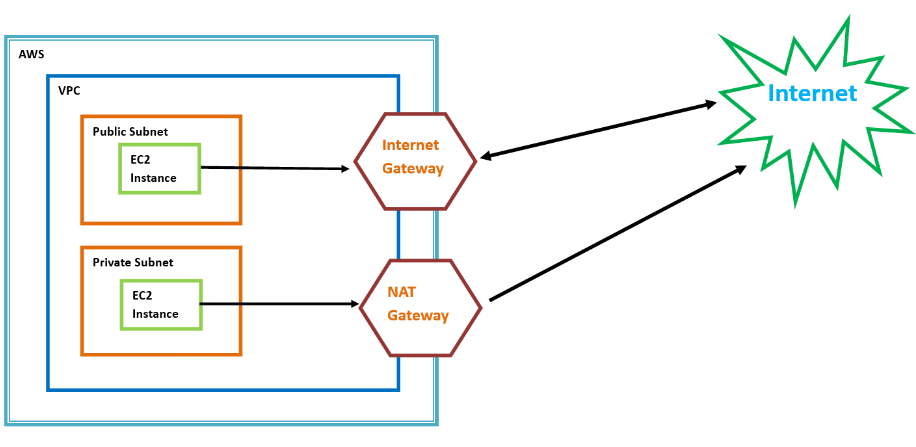 AWS
VPC
Public Subnet
EC2
Instance
Internet
Gateway
Internet
Private Subnet
EC2
Instance
NAT
Gateway